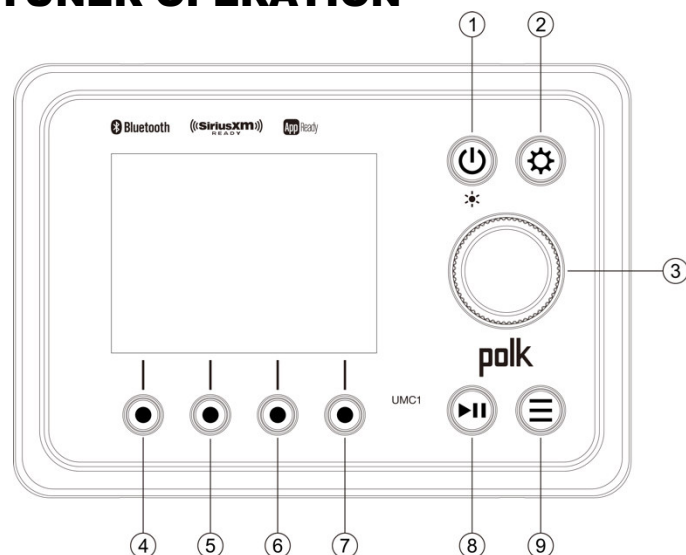 TUNER OPERATION
1 2
Bluetooth ((SiriusXM)) App Ready
READY
3
polk
UMC1
4 5 6 7 8 9